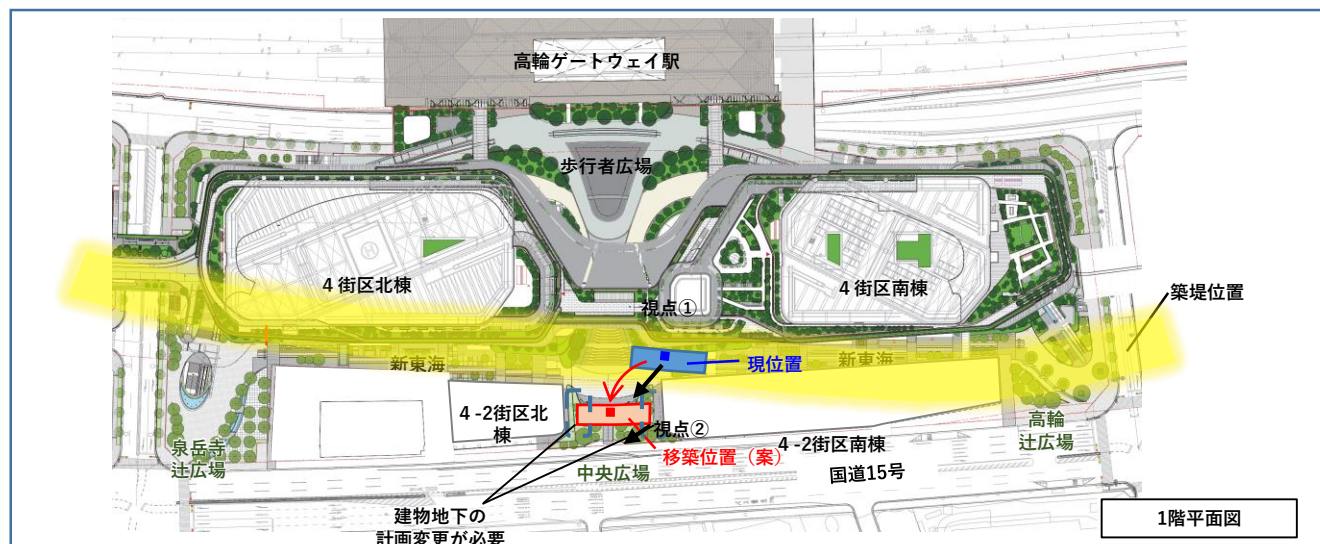 高輪ゲートウェイ駅
歩行者広場
4街区北棟
視点①
4街区南棟
築堤位置
新東海
現位置
新東海
4-2街区北
棟
視点②
4-2街区南棟
高輪
辻広場
泉岳寺
辻広場
移築位置（案）
中央広場
国道15号
建物地下の
計画変更が必要
1階平面図